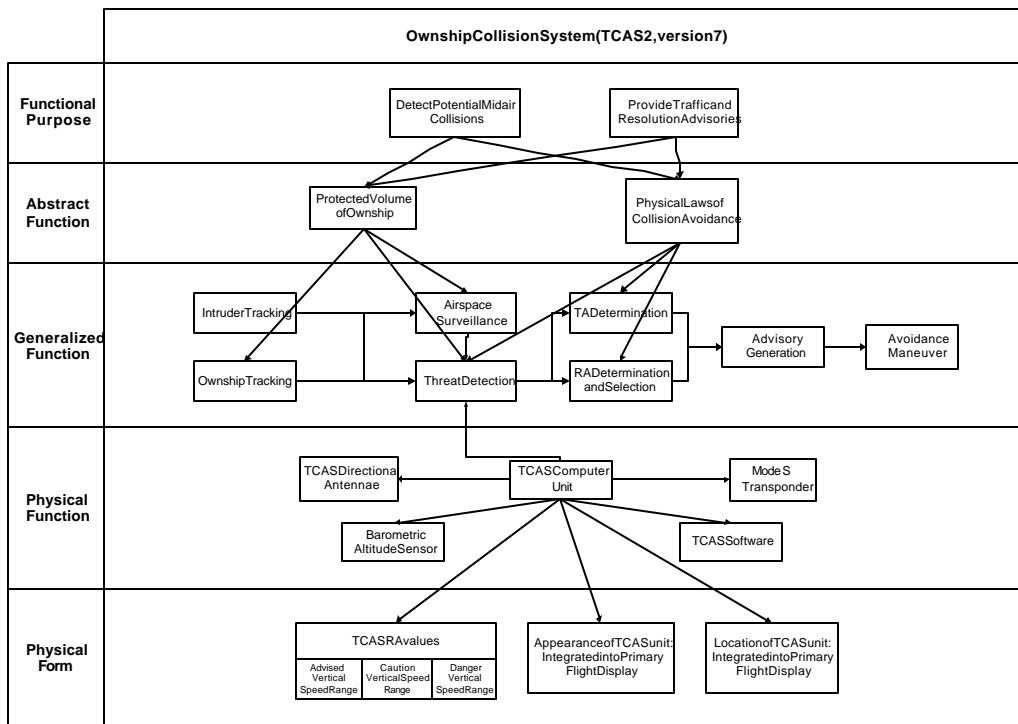 OwnshipCollisionSystem(TCAS2,version7)
Functional
Purpose
DetectPotentialMidair
Collisions
ProvideTrafficand
ResolutionAdvisories
Abstract
Function
ProtectedVolume
ofOwnship
PhysicalLawsof
CollisionAvoidance
Generalized
Function
IntruderTracking
Airspace
Surveillance
TADetermination
Advisory
Generation
Avoidance
Maneuver
OwnshipTracking
ThreatDetection
RADetermination
andSelection
Physical
Function
TCASDirectional
Antennae
TCASComputer
Unit
ModeS
Transponder
Barometric
AltitudeSensor
TCASSoftware
Physical
Form
TCASRAvalues
Advised
Vertical
SpeedRange
Caution
VerticalSpeed
Range
Danger
Vertical
SpeedRange
AppearanceofTCASunit:
IntegratedintoPrimary
FlightDisplay
LocationofTCASunit:
IntegratedintoPrimary
FlightDisplay